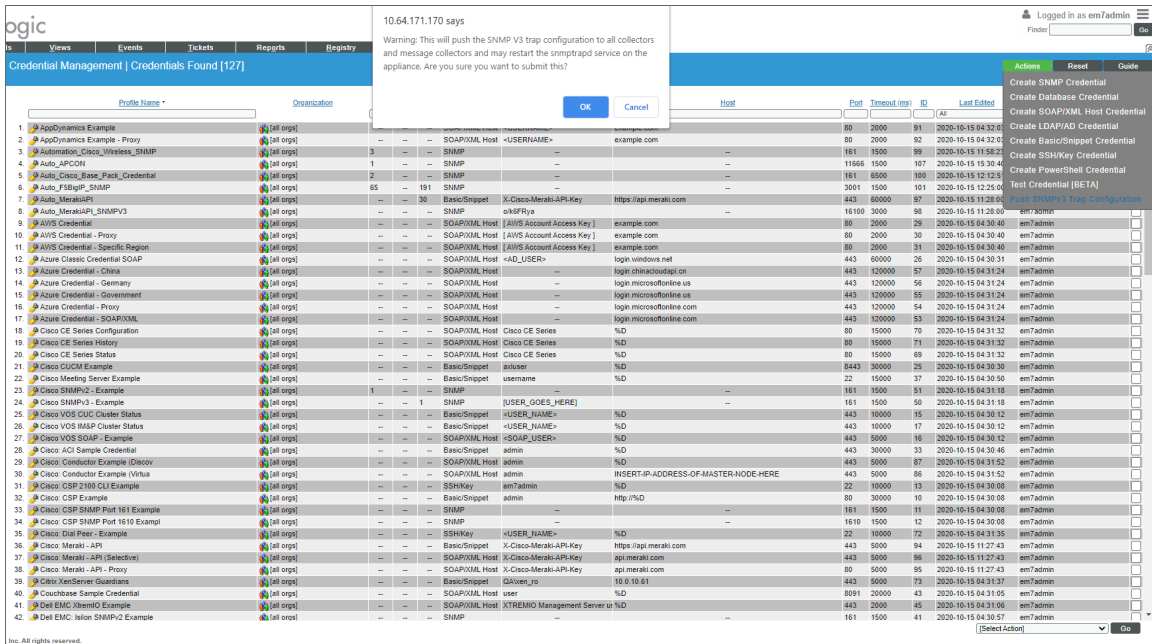 ogic
Logged in as em7admin
Finder Go
ls Views Events Tickets Reports Registry
10.64.171.170 says
Warning: This will push the SNMP V3 trap configuration to all collectors
and message collectors and may restart the snmptrapd service on the
appliance. Are you sure you want to submit this?
OK Cancel
Credential Management | Credentials Found [127]
Actions Reset Guide
Create SNMP Credential
Create Database Credential
Create SOAP/XML Host Credential
Create LDAP/AD Credential
Create Basic/Snippet Credential
Create SSH/Key Credential
Create PowerShell Credential
Test Credential [BETA]
Push SNMPv3 Trap Configuration
Profile Name • Organization Host Port Timeout (ms) ID Last Edited
All
1. AppDynamics Example [all orgs] -- -- -- SOAP/XML Host <USERNAME> example.com 80 2000 91 2020-10-15 04:32:03
2. AppDynamics Example - Proxy [all orgs] -- -- -- SOAP/XML Host <USERNAME> example.com 80 2000 92 2020-10-15 04:32:03
3. Automation_Cisco_Wireless_SNMP [all orgs] 3 -- -- SNMP -- -- 161 1500 99 2020-10-15 11:58:23
4. Auto_APCON [all orgs] 1 -- -- SNMP -- -- 11666 1500 107 2020-10-15 15:30:40
5. Auto_Cisco_Base_Pack_Credential [all orgs] 2 -- -- SNMP -- -- 161 6500 100 2020-10-15 12:12:51
6. Auto_F5BigIP_SNMP [all orgs] 65 -- 191 SNMP -- -- 3001 1500 101 2020-10-15 12:25:00
7. Auto_MerakiAPI [all orgs] -- -- 30 Basic/Snippet X-Cisco-Meraki-API-Key https://api.meraki.com 443 60000 97 2020-10-15 11:28:00
8. Auto_MerakiAPI_SNMPV3 [all orgs] -- -- -- SNMP o/k6FRya -- 16100 3000 98 2020-10-15 11:28:00 em7admin
9. AWS Credential [all orgs] -- -- -- SOAP/XML Host [ AWS Account Access Key ] example.com 80 2000 29 2020-10-15 04:30:40 em7admin
10. AWS Credential - Proxy [all orgs] -- -- -- SOAP/XML Host [ AWS Account Access Key ] example.com 80 2000 30 2020-10-15 04:30:40 em7admin
11. AWS Credential - Specific Region [all orgs] -- -- -- SOAP/XML Host [ AWS Account Access Key ] example.com 80 2000 31 2020-10-15 04:30:40 em7admin
12. Azure Classic Credential SOAP [all orgs] -- -- -- SOAP/XML Host <AD_USER> login.windows.net 443 60000 26 2020-10-15 04:30:31 em7admin
13. Azure Credential - China [all orgs] -- -- -- SOAP/XML Host -- login.chinacloudapi.cn 443 120000 57 2020-10-15 04:31:24 em7admin
14. Azure Credential - Germany [all orgs] -- -- -- SOAP/XML Host -- login.microsoftonline.us 443 120000 56 2020-10-15 04:31:24 em7admin
15. Azure Credential - Government [all orgs] -- -- -- SOAP/XML Host -- login.microsoftonline.us 443 120000 55 2020-10-15 04:31:24 em7admin
16. Azure Credential - Proxy [all orgs] -- -- -- SOAP/XML Host -- login.microsoftonline.com 443 120000 54 2020-10-15 04:31:24 em7admin
17. Azure Credential - SOAP/XML [all orgs] -- -- -- SOAP/XML Host -- login.microsoftonline.com 443 120000 53 2020-10-15 04:31:24 em7admin
18. Cisco CE Series Configuration [all orgs] -- -- -- SOAP/XML Host Cisco CE Series %D 80 15000 70 2020-10-15 04:31:32 em7admin
19. Cisco CE Series History [all orgs] -- -- -- SOAP/XML Host Cisco CE Series %D 80 15000 71 2020-10-15 04:31:32 em7admin
20. Cisco CE Series Status [all orgs] -- -- -- SOAP/XML Host Cisco CE Series %D 80 15000 69 2020-10-15 04:31:32 em7admin
21. Cisco CUCM Example [all orgs] -- -- -- Basic/Snippet axluser %D 8443 30000 25 2020-10-15 04:30:30 em7admin
22. Cisco Meeting Server Example [all orgs] -- -- -- Basic/Snippet username %D 22 15000 37 2020-10-15 04:30:50 em7admin
23. Cisco SNMPv2 - Example [all orgs] 1 -- -- SNMP -- -- 161 1500 51 2020-10-15 04:31:18 em7admin
24. Cisco SNMPv3 - Example [all orgs] -- -- 1 SNMP [USER_GOES_HERE] -- 161 1500 50 2020-10-15 04:31:18 em7admin
25. Cisco VOS CUC Cluster Status [all orgs] -- -- -- Basic/Snippet <USER_NAME> %D 443 10000 15 2020-10-15 04:30:12 em7admin
26. Cisco VOS IM&P Cluster Status [all orgs] -- -- -- Basic/Snippet <USER_NAME> %D 443 10000 17 2020-10-15 04:30:12 em7admin
27. Cisco VOS SOAP - Example [all orgs] -- -- -- SOAP/XML Host <SOAP_USER> %D 443 5000 16 2020-10-15 04:30:12 em7admin
28. Cisco: ACI Sample Credential [all orgs] -- -- -- Basic/Snippet admin %D 443 30000 33 2020-10-15 04:30:46 em7admin
29. Cisco: Conductor Example (Discov [all orgs] -- -- -- SOAP/XML Host admin %D 443 5000 87 2020-10-15 04:31:52 em7admin
30. Cisco: Conductor Example (Virtua [all orgs] -- -- -- SOAP/XML Host admin INSERT-IP-ADDRESS-OF-MASTER-NODE-HERE 443 5000 86 2020-10-15 04:31:52 em7admin
31. Cisco: CSP 2100 CLI Example [all orgs] -- -- -- SSH/Key em7admin %D 22 10000 13 2020-10-15 04:30:08 em7admin
32. Cisco: CSP Example [all orgs] -- -- -- Basic/Snippet admin http://%D 80 30000 10 2020-10-15 04:30:08 em7admin
33. Cisco: CSP SNMP Port 161 Example [all orgs] -- -- -- SNMP -- -- 161 1500 11 2020-10-15 04:30:08 em7admin
34. Cisco: CSP SNMP Port 1610 Exampl [all orgs] -- -- -- SNMP -- -- 1610 1500 12 2020-10-15 04:30:08 em7admin
35. Cisco: Dial Peer - Example [all orgs] -- -- -- SSH/Key <USER_NAME> %D 22 10000 72 2020-10-15 04:31:35 em7admin
36. Cisco: Meraki - API [all orgs] -- -- -- Basic/Snippet X-Cisco-Meraki-API-Key https://api.meraki.com 443 5000 94 2020-10-15 11:27:43 em7admin
37. Cisco: Meraki - API (Selective) [all orgs] -- -- -- SOAP/XML Host X-Cisco-Meraki-API-Key api.meraki.com 443 5000 96 2020-10-15 11:27:43 em7admin
38. Cisco: Meraki - API - Proxy [all orgs] -- -- -- SOAP/XML Host X-Cisco-Meraki-API-Key api.meraki.com 80 5000 95 2020-10-15 11:27:43 em7admin
39. Citrix XenServer Guardians [all orgs] -- -- -- Basic/Snippet QA\xen_ro 10.0.10.61 443 5000 73 2020-10-15 04:31:37 em7admin
40. Couchbase Sample Credential [all orgs] -- -- -- SOAP/XML Host user %D 8091 20000 43 2020-10-15 04:31:05 em7admin
41. Dell EMC XtremIO Example [all orgs] -- -- -- SOAP/XML Host XTREMIO Management Server us %D 443 2000 45 2020-10-15 04:31:06 em7admin
42. Dell EMC: Isilon SNMPv2 Example [all orgs] -- -- -- SNMP -- -- 161 1500 41 2020-10-15 04:30:57 em7admin
[Select Action] Go
Inc. All rights reserved.